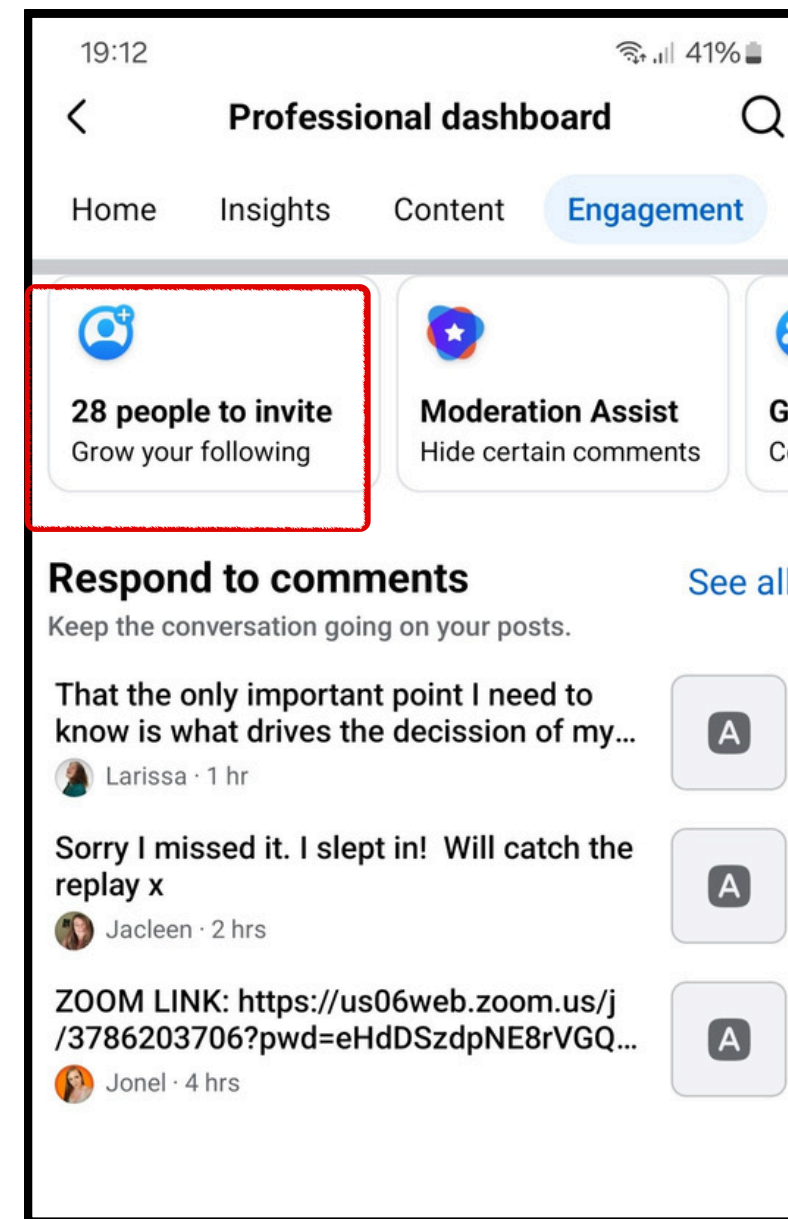 19:12
41%
Professional dashboard
Home Insights Content Engagement
28 people to invite
Grow your following
Moderation Assist
Hide certain comments
G
Co
Respond to comments
See all
Keep the conversation going on your posts.
That the only important point I need to
know is what drives the decission of my...
Larissa · 1 hr
A
Sorry I missed it. I slept in!  Will catch the
replay x
Jacleen · 2 hrs
A
ZOOM LINK: https://us06web.zoom.us/j
/3786203706?pwd=eHdDSzdpNE8rVGQ...
Jonel · 4 hrs
A